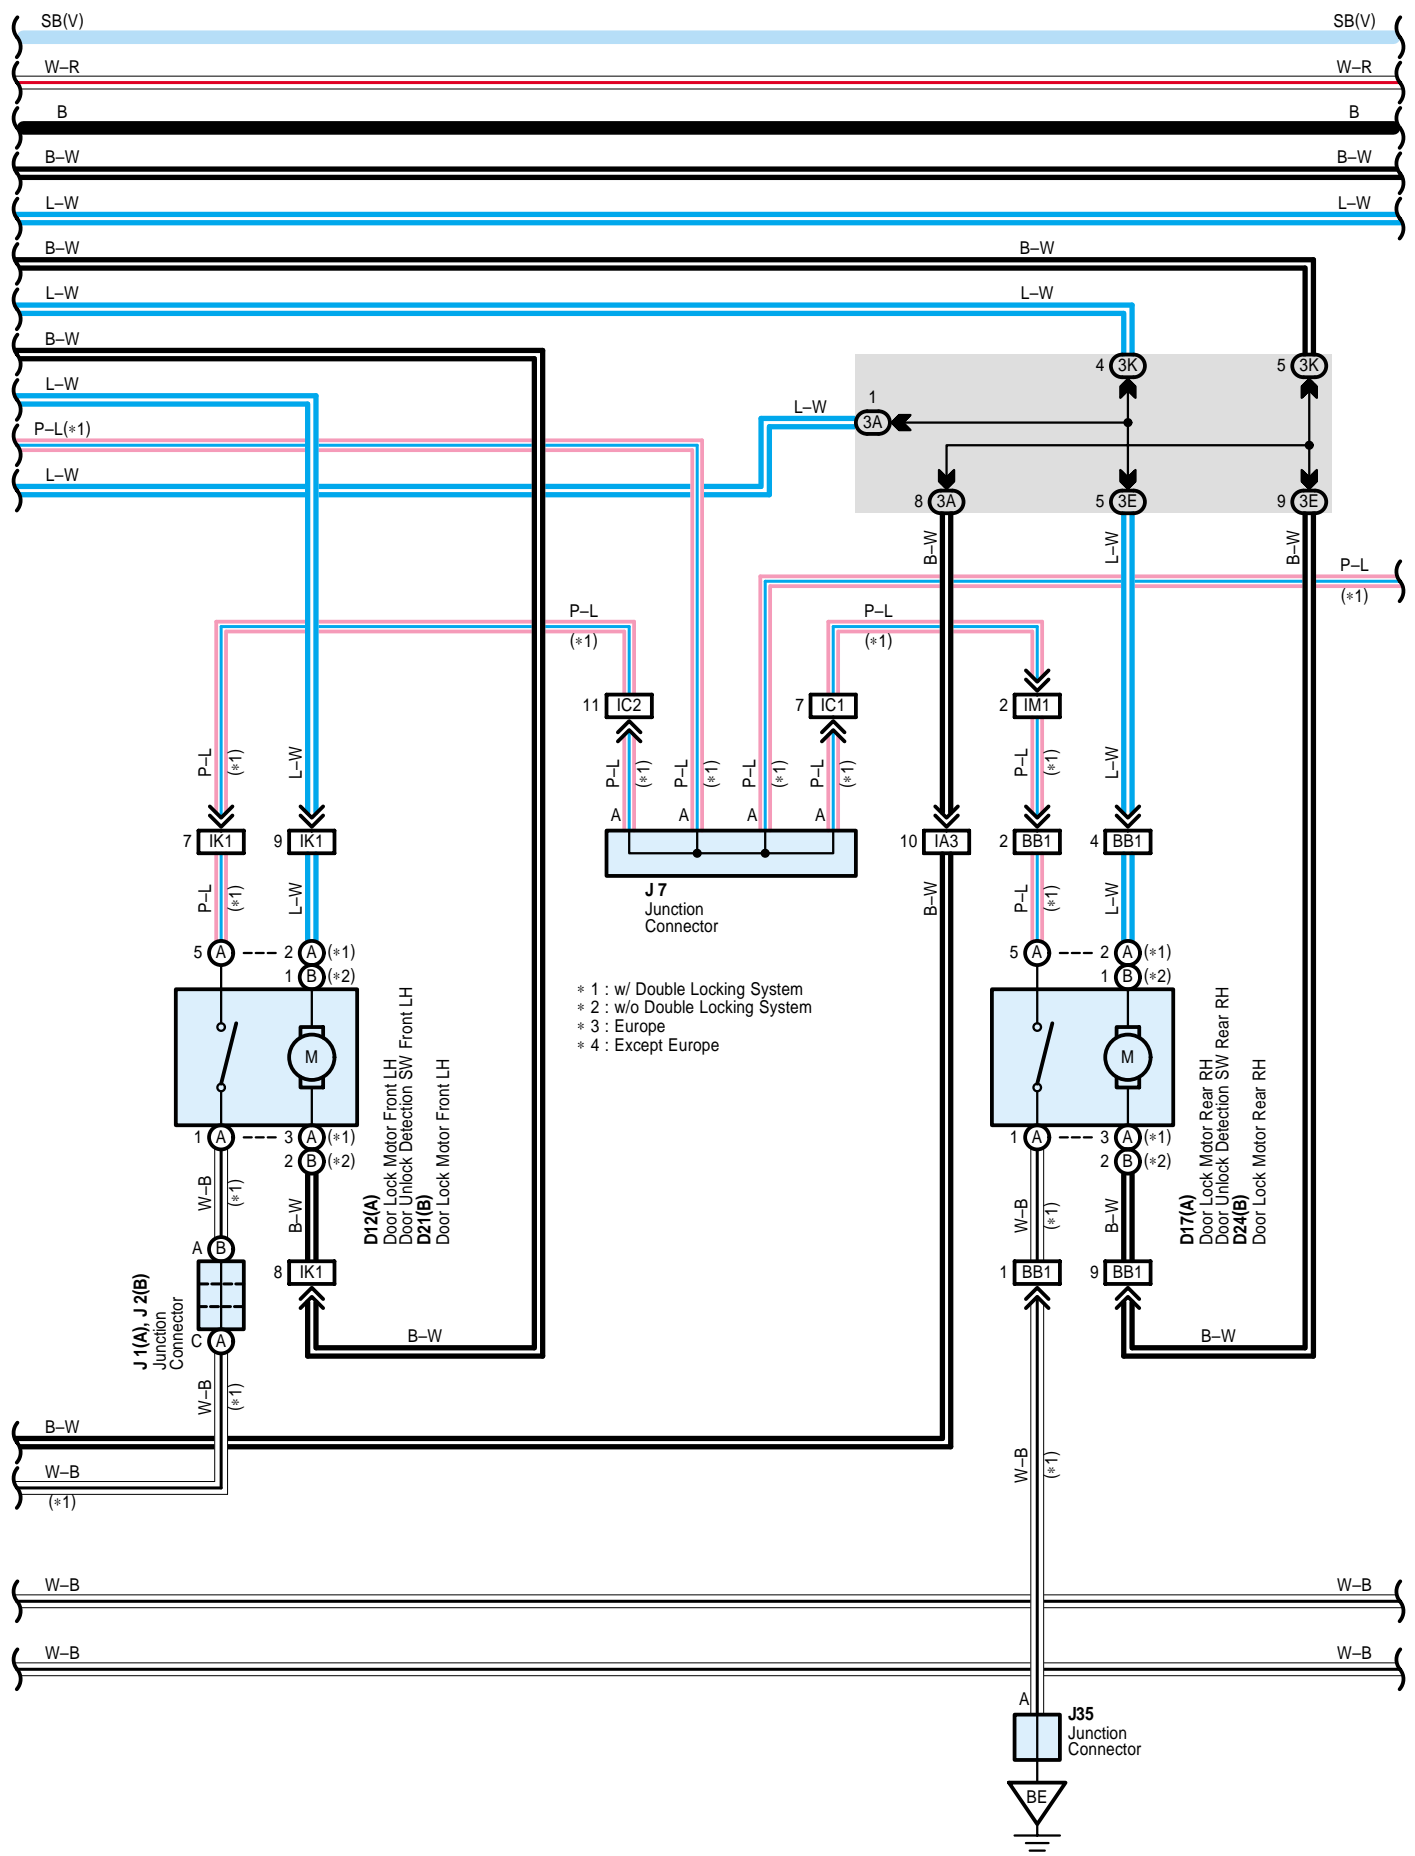 SB(V) SB(V)
W–R W–R
B B
B–W B–W
L–W L–W
B–W B–W
L–W L–W
B–W 4 3K 5 3K
L–W 1
P–L(∗1) L–W 3A
L–W
8 3A 5 3E 9 3E
B–W L–W B–W
P–L
(∗1)
P–L P–L
(∗1) (∗1)
11 IC2 7 IC1 2 IM1
P–L (∗1) L–W P–L (∗1) P–L (∗1) P–L (∗1) P–L (∗1) P–L (∗1) L–W
A A A A
7 IK1 9 IK1 10 IA3 2 BB1 4 BB1
P–L (∗1) L–W B–W P–L (∗1) L–W
J 7
Junction
Connector
5 A 2 A (∗1) 5 A 2 A (∗1)
1 B (∗2) 1 B (∗2)
∗ 1 : w/ Double Locking System
∗ 2 : w/o Double Locking System
∗ 3 : Europe
∗ 4 : Except Europe
M M
1 A 3 A (∗1) 1 A 3 A (∗1)
2 B (∗2) 2 B (∗2)
D12(A)
Door Lock Motor Front LH
Door Unlock Detection SW Front LH
D21(B)
Door Lock Motor Front LH
D17(A)
Door Lock Motor Rear RH
Door Unlock Detection SW Rear RH
D24(B)
Door Lock Motor Rear RH
W–B (∗1) B–W W–B (∗1) B–W
A B
8 IK1 1 BB1 9 BB1
J 1(A), J 2(B)
Junction
Connector
C A
B–W B–W
W–B (∗1)
B–W
W–B W–B (∗1)
(∗1)
W–B W–B
W–B W–B
A
J35
Junction
Connector
BE